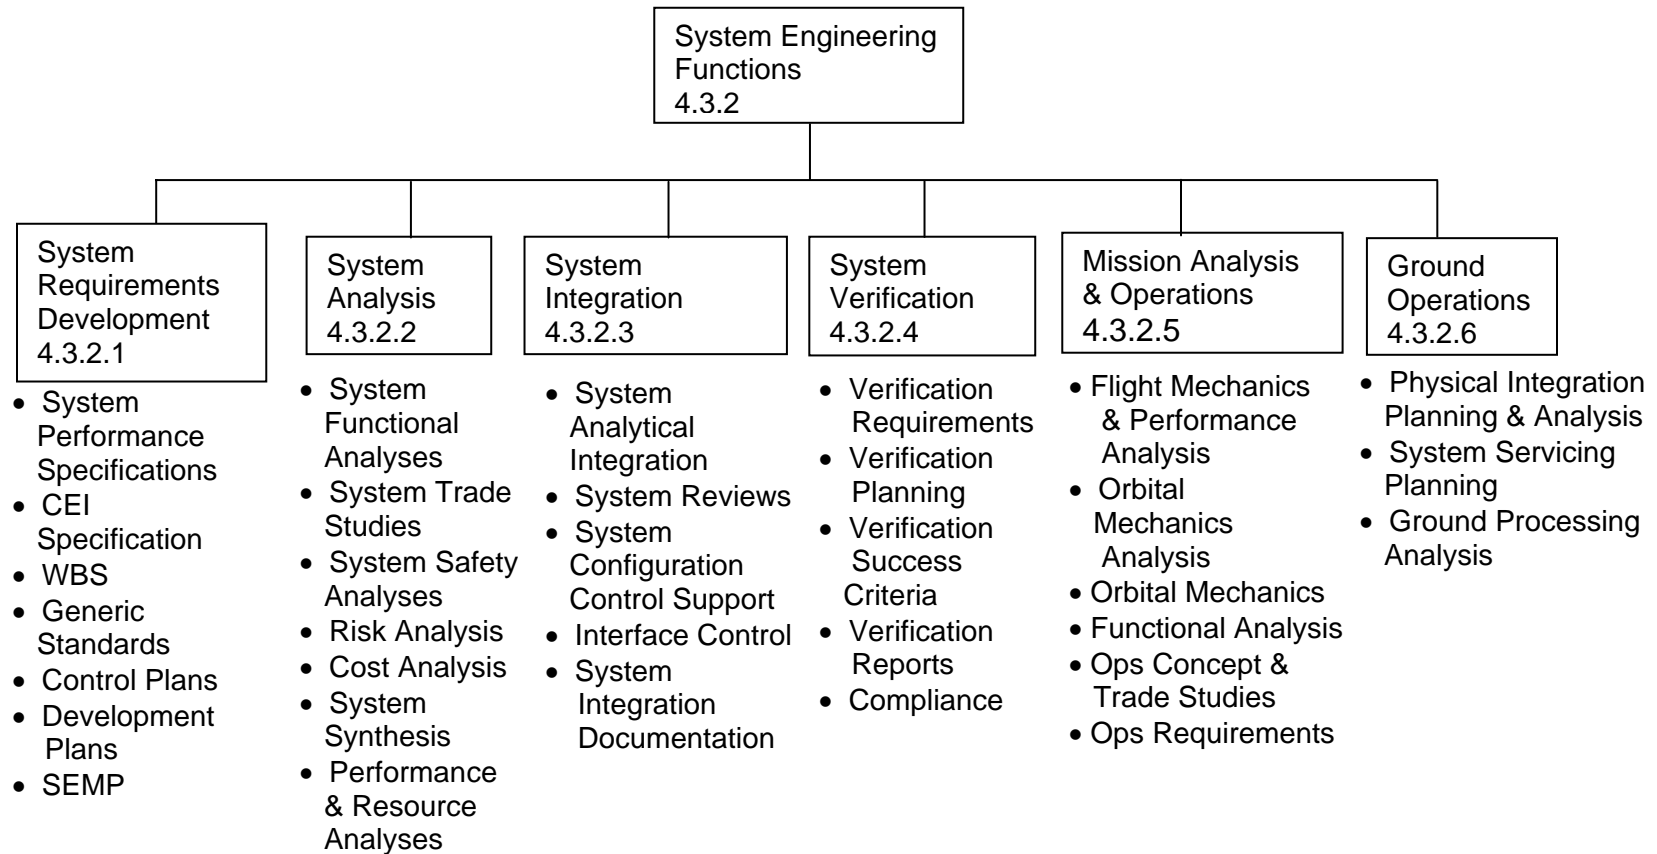 System Engineering
Functions
4.3.2
System
Requirements
Development
4.3.2.1
• System
Performance
Specifications
• CEI
Specification
• WBS
• Generic
Standards
• Control Plans
• Development
Plans
• SEMP
System
Analysis
4.3.2.2
• System
Functional
Analyses
• System Trade
Studies
• System Safety
Analyses
• Risk Analysis
• Cost Analysis
• System
Synthesis
• Performance
& Resource
Analyses
System
Integration
4.3.2.3
• System
Analytical
Integration
• System Reviews
• System
Configuration
Control Support
• Interface Control
• System
Integration
Documentation
System
Verification
4.3.2.4
• Verification
Requirements
• Verification
Planning
• Verification
Success
Criteria
• Verification
Reports
• Compliance
Mission Analysis
& Operations
4.3.2.5
• Flight Mechanics
& Performance
Analysis
• Orbital
Mechanics
Analysis
• Orbital Mechanics
• Functional Analysis
• Ops Concept &
Trade Studies
• Ops Requirements
Ground
Operations
4.3.2.6
• Physical Integration
Planning & Analysis
• System Servicing
Planning
• Ground Processing
Analysis